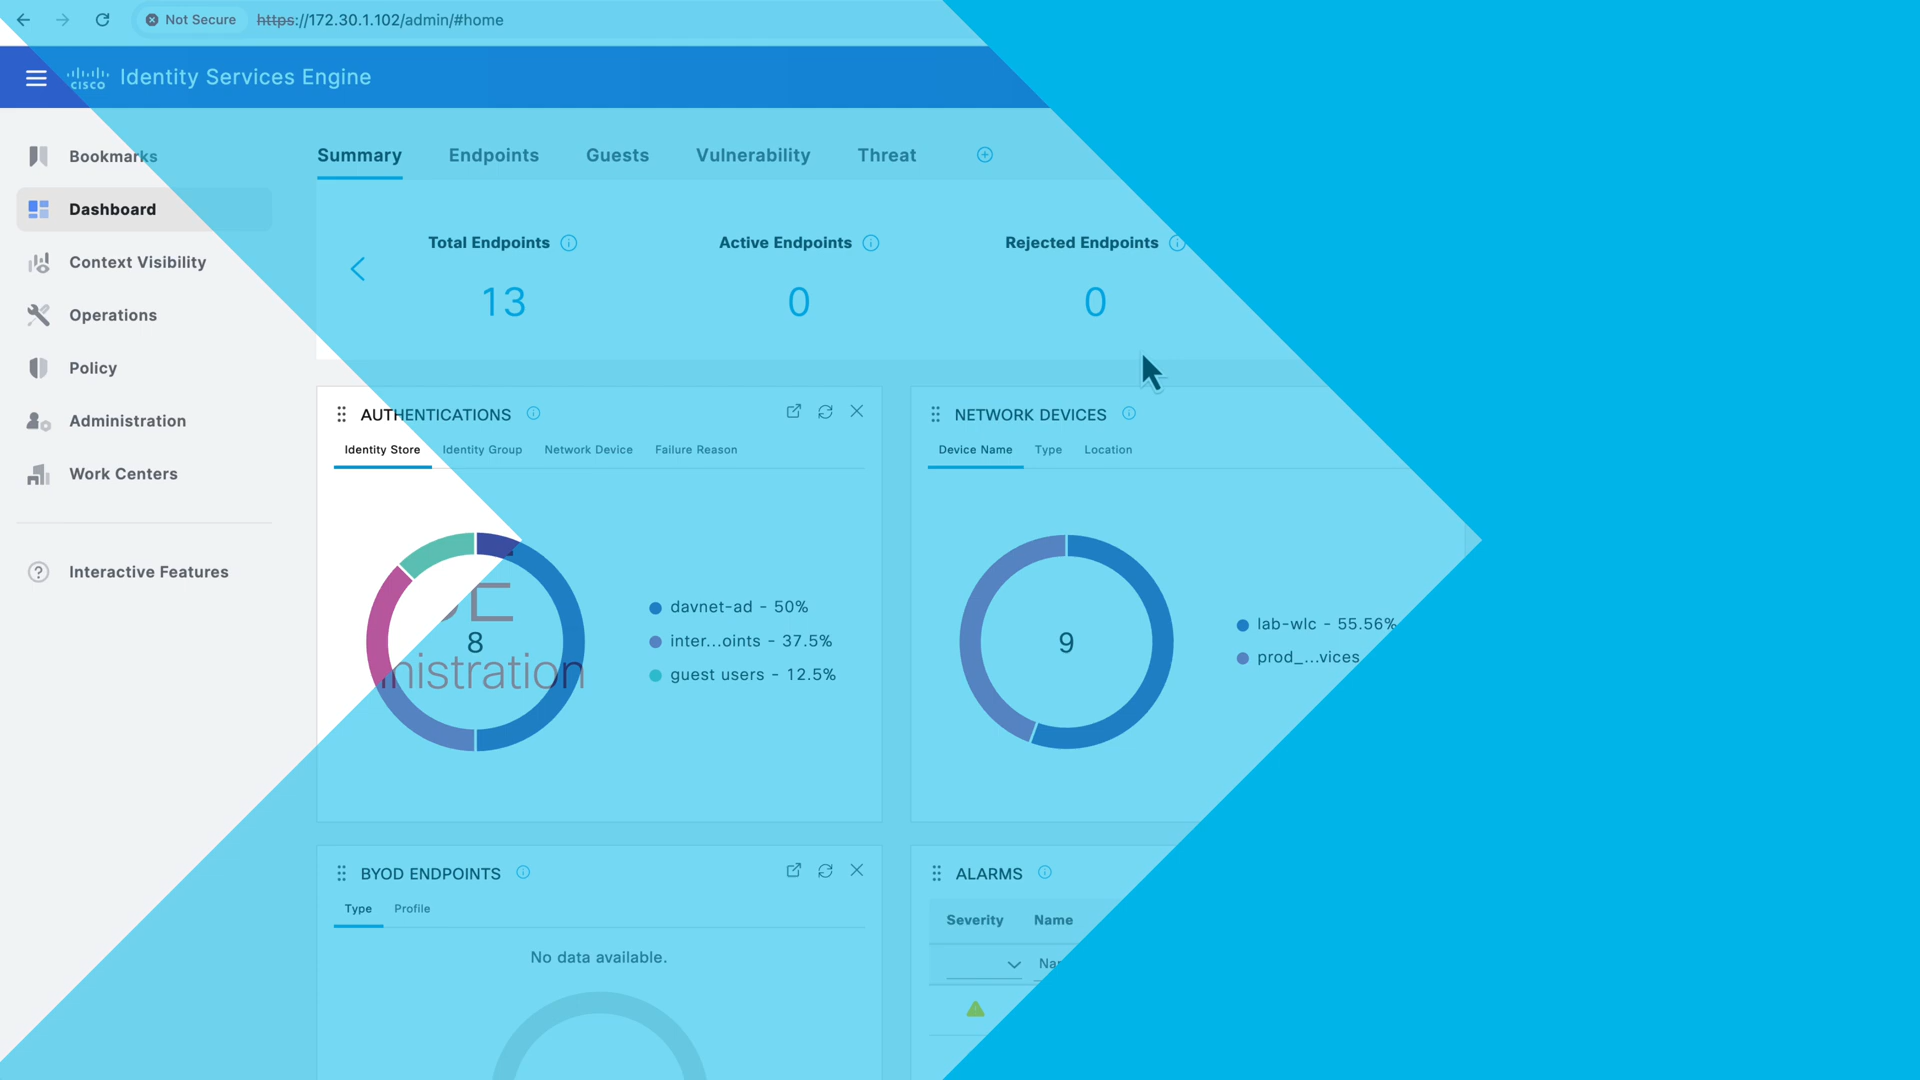 Not Secure https://172.30.1.102/admin/#home
cisco Identity Services Engine
Bookmarks
Dashboard
Context Visibility
Operations
Policy
Administration
Work Centers
Interactive Features
Summary Endpoints Guests Vulnerability Threat
Total Endpoints
13
Active Endpoints
0
Rejected Endpoints
0
AUTHENTICATIONS
Identity Store Identity Group Network Device Failure Reason
8
davnet-ad - 50%
inter...oints - 37.5%
guest users - 12.5%
nistration
NETWORK DEVICES
Device Name Type Location
9
lab-wlc - 55.56%
prod_...vices
BYOD ENDPOINTS
Type Profile
No data available.
ALARMS
Severity Name